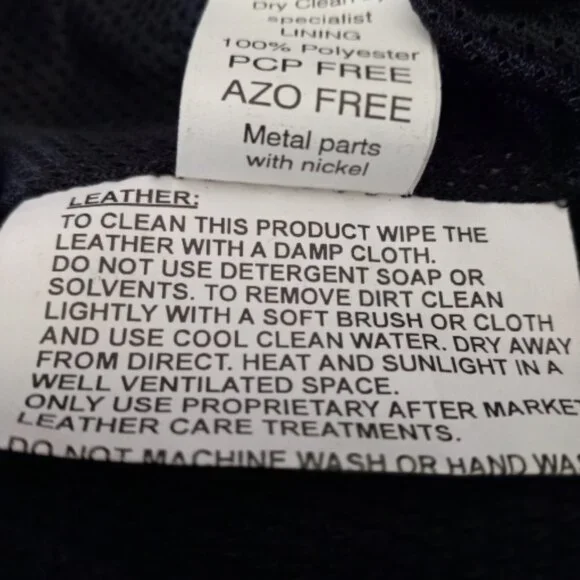 Dry Clean
specialist
LINING
100% Polyester
PCP FREE
AZO FREE
Metal parts
with nickel
LEATHER:
TO CLEAN THIS PRODUCT WIPE THE
LEATHER WITH A DAMP CLOTH.
DO NOT USE DETERGENT SOAP OR
SOLVENTS. TO REMOVE DIRT CLEAN
LIGHTLY WITH A SOFT BRUSH OR CLOTH
AND USE COOL CLEAN WATER. DRY AWAY
FROM DIRECT. HEAT AND SUNLIGHT IN A
WELL VENTILATED SPACE.
ONLY USE PROPRIETARY AFTER MARKET
LEATHER CARE TREATMENTS.
DO NOT MACHINE WASH OR HAND